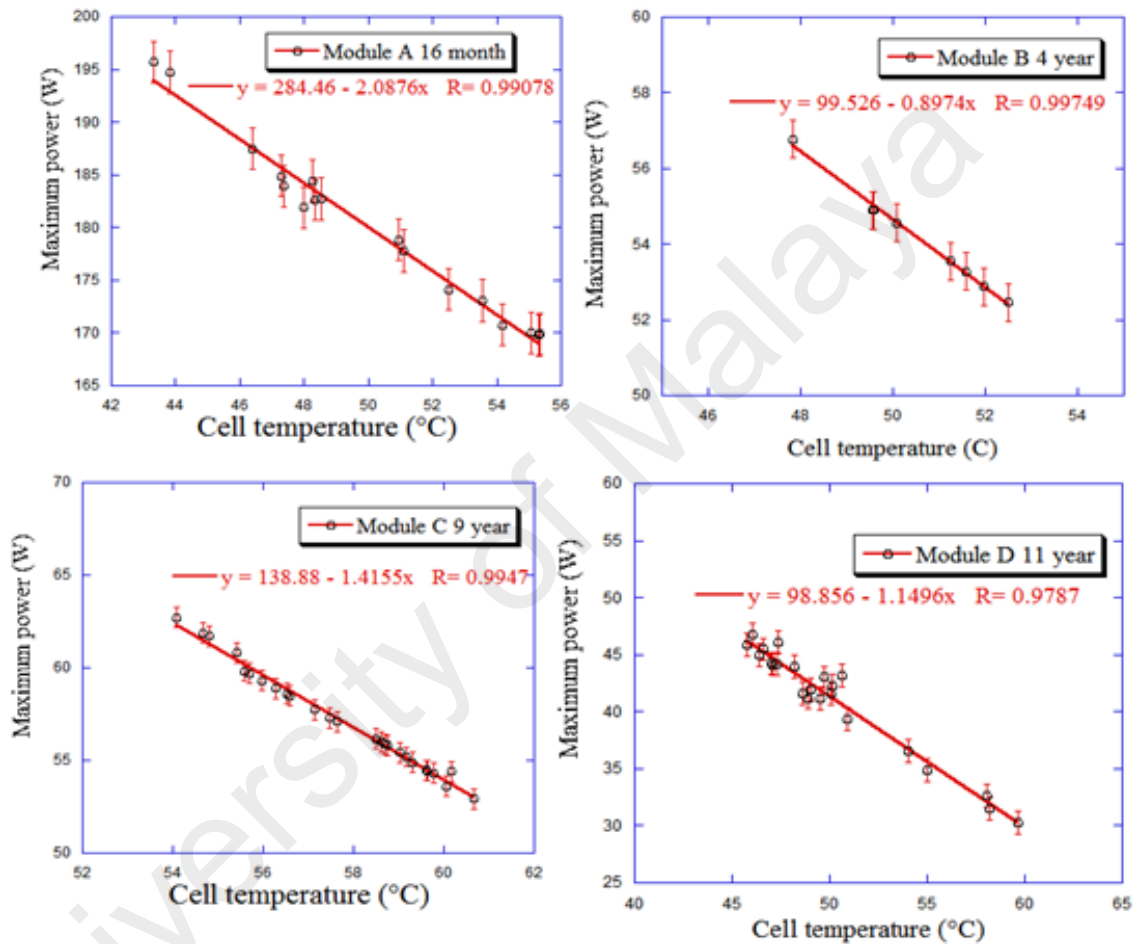 200
195
190
185
180
175
170
165
Maximum power (W)
Module A 16 month
y = 284.46 - 2.0876x R= 0.99078
42 44 46 48 50 52 54 56
Cell temperature (°C)
60
58
56
54
52
50
Maximum power (W)
Module B 4 year
y = 99.526 - 0.8974x R= 0.99749
46 48 50 52 54
Cell temperature (C)
70
65
60
55
50
Maximum power (W)
Module C 9 year
y = 138.88 - 1.4155x R= 0.9947
52 54 56 58 60 62
Cell temperature (°C)
60
55
50
45
40
35
30
25
Maximum power (W)
Module D 11 year
y = 98.856 - 1.1496x R= 0.9787
40 45 50 55 60 65
Cell temperature (°C)
iversity of Malaya